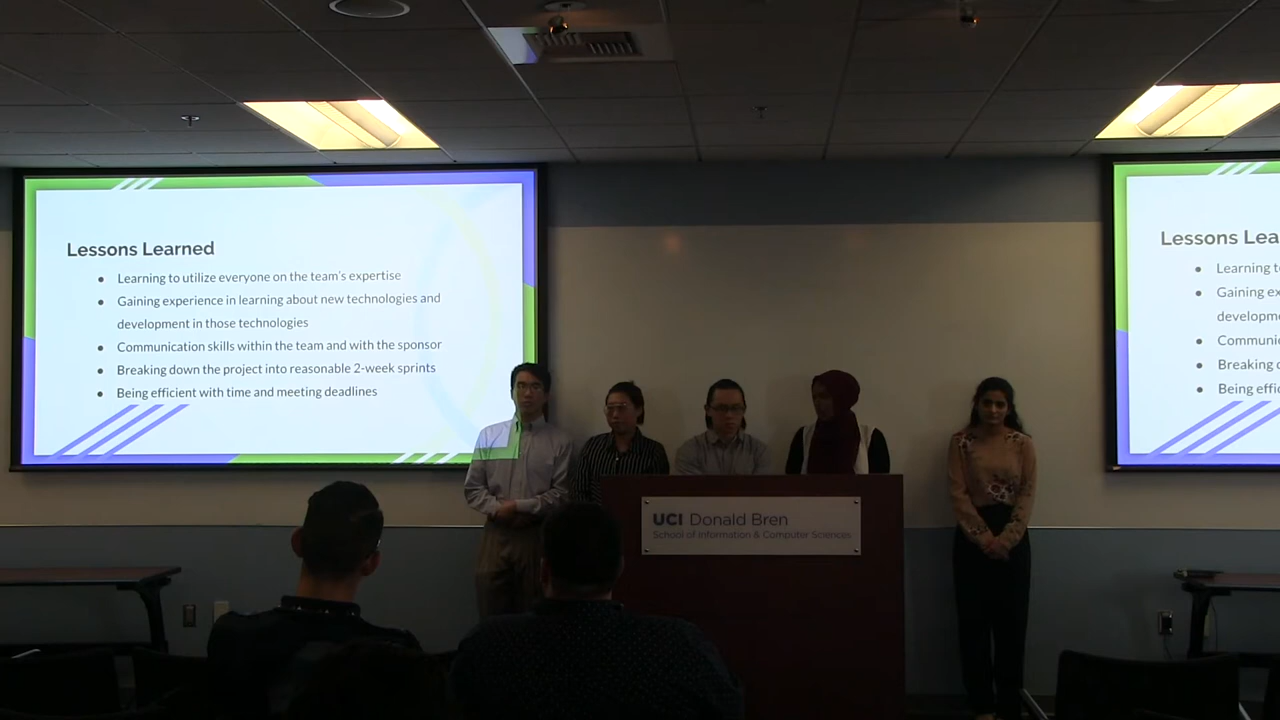 Lessons Learned
● Learning to utilize everyone on the team's expertise
● Gaining experience in learning about new technologies and
development in those technologies
● Communication skills within the team and with the sponsor
● Breaking down the project into reasonable 2-week sprints
● Being efficient with time and meeting deadlines
UCI Donald Bren
School of Information & Computer Sciences
Lessons Lea
● Learning t
● Gaining ex
developme
● Communi
● Breaking d
● Being effic